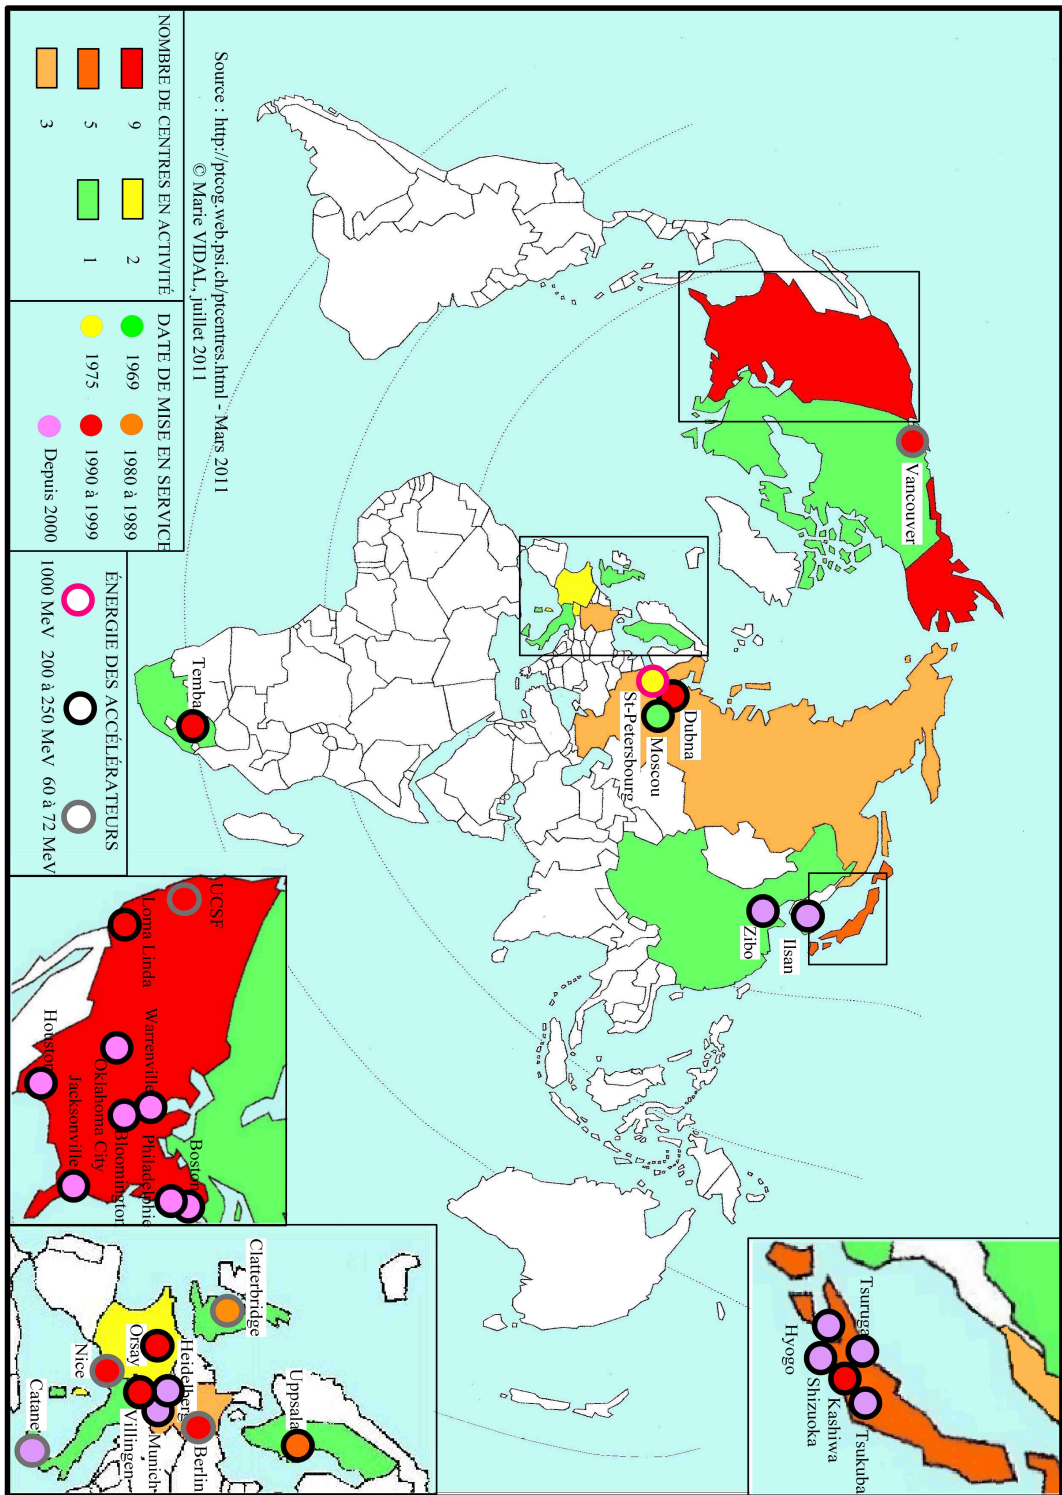 Vancouver
Dubna
Moscou
St-Petersbourg
Temba
Zibo
Ilsan
Source : http://ptcog.web.psi.ch/ptcentres.html - Mars 2011
© Marie VIDAL, juillet 2011
NOMBRE DE CENTRES EN ACTIVITÉ
9
2
5
1
3
DATE DE MISE EN SERVICE
1969
1980 à 1989
1975
1990 à 1999
Depuis 2000
ÉNERGIE DES ACCÉLÉRATEURS
1000 MeV
200 à 250 MeV
60 à 72 MeV
UCSF
Loma Linda
Warrenville
Boston
Philadelphie
Bloomington
Oklahoma City
Jacksonville
Houston
Clatterbridge
Uppsala
Heidelberg
Berlin
Orsay
Munich
Villingen
Nice
Catane
Tsuruga
Tsukuba
Kashiwa
Shizuoka
Hyogo